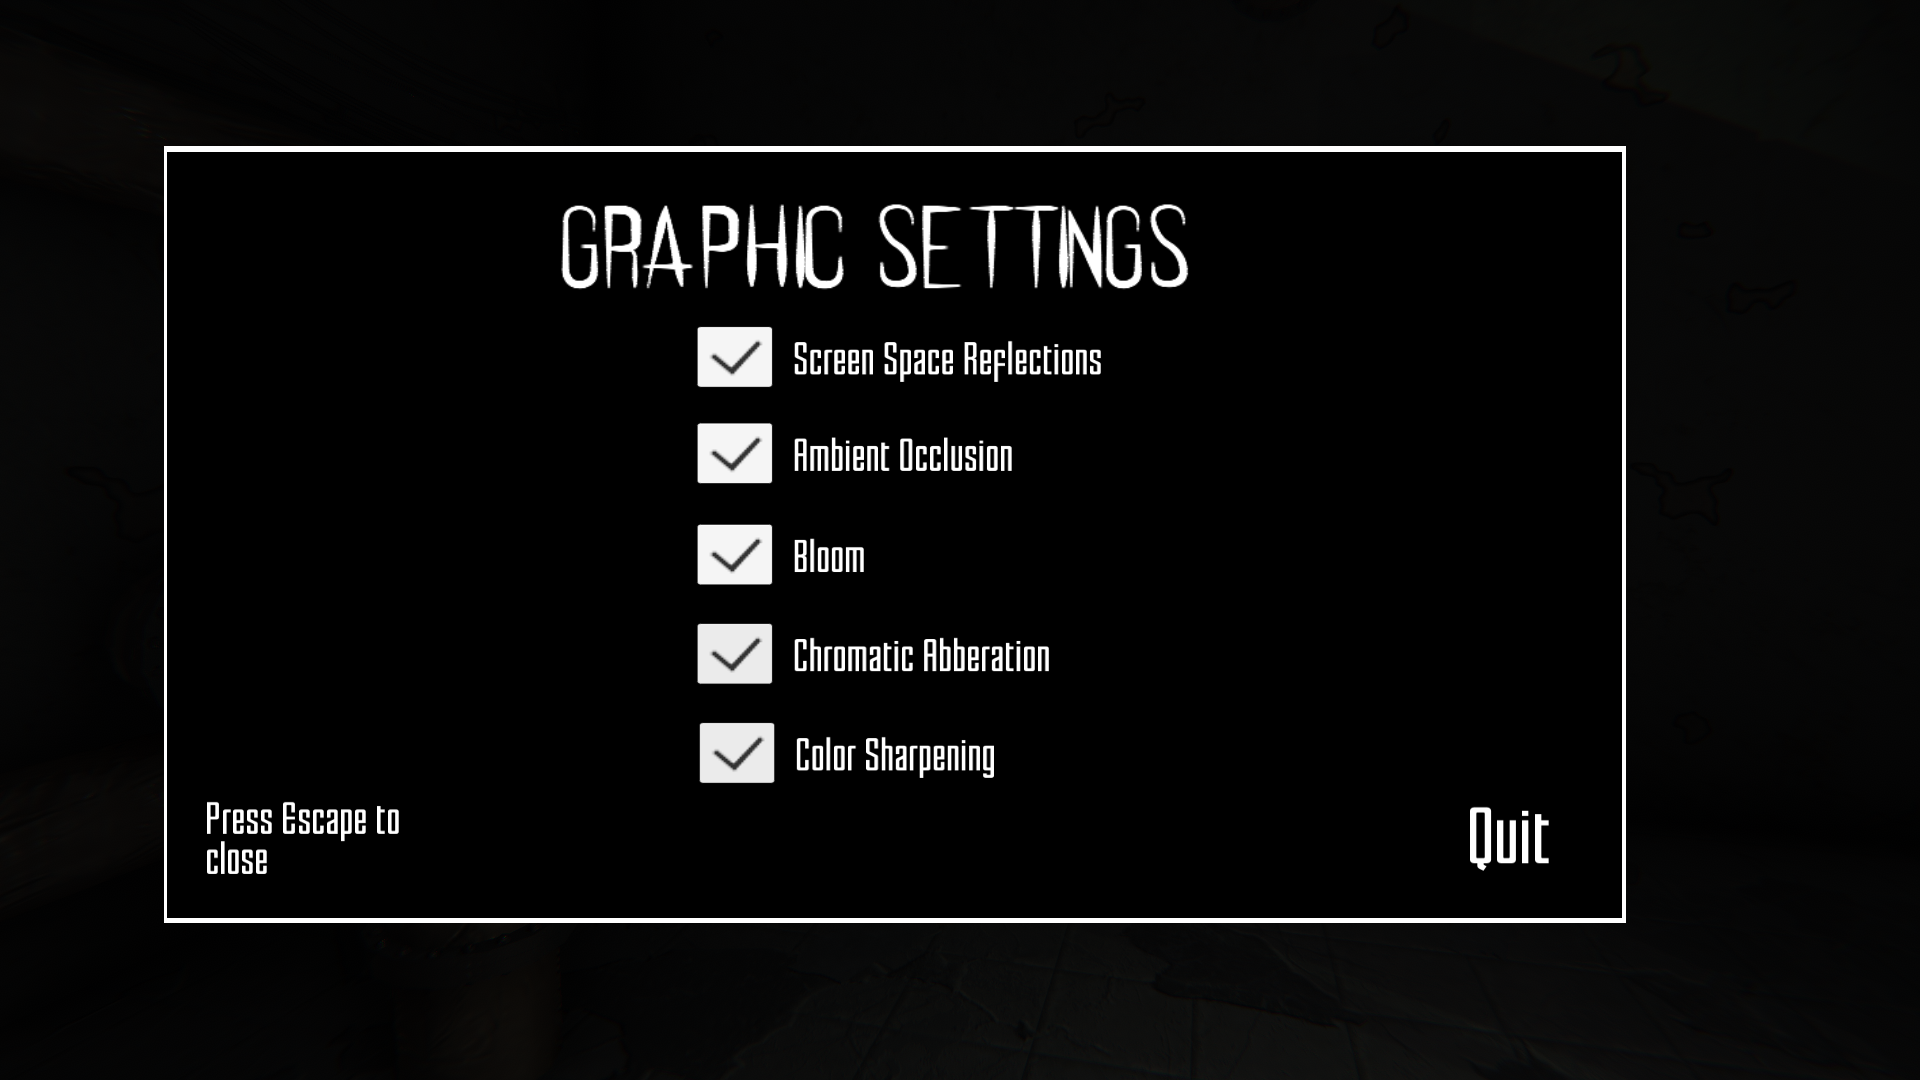 GRAPHIC SETTINGS
Screen Space Reflections
Ambient Occlusion
Bloom
Chromatic Abberation
Color Sharpening
Press Escape to
close
Quit